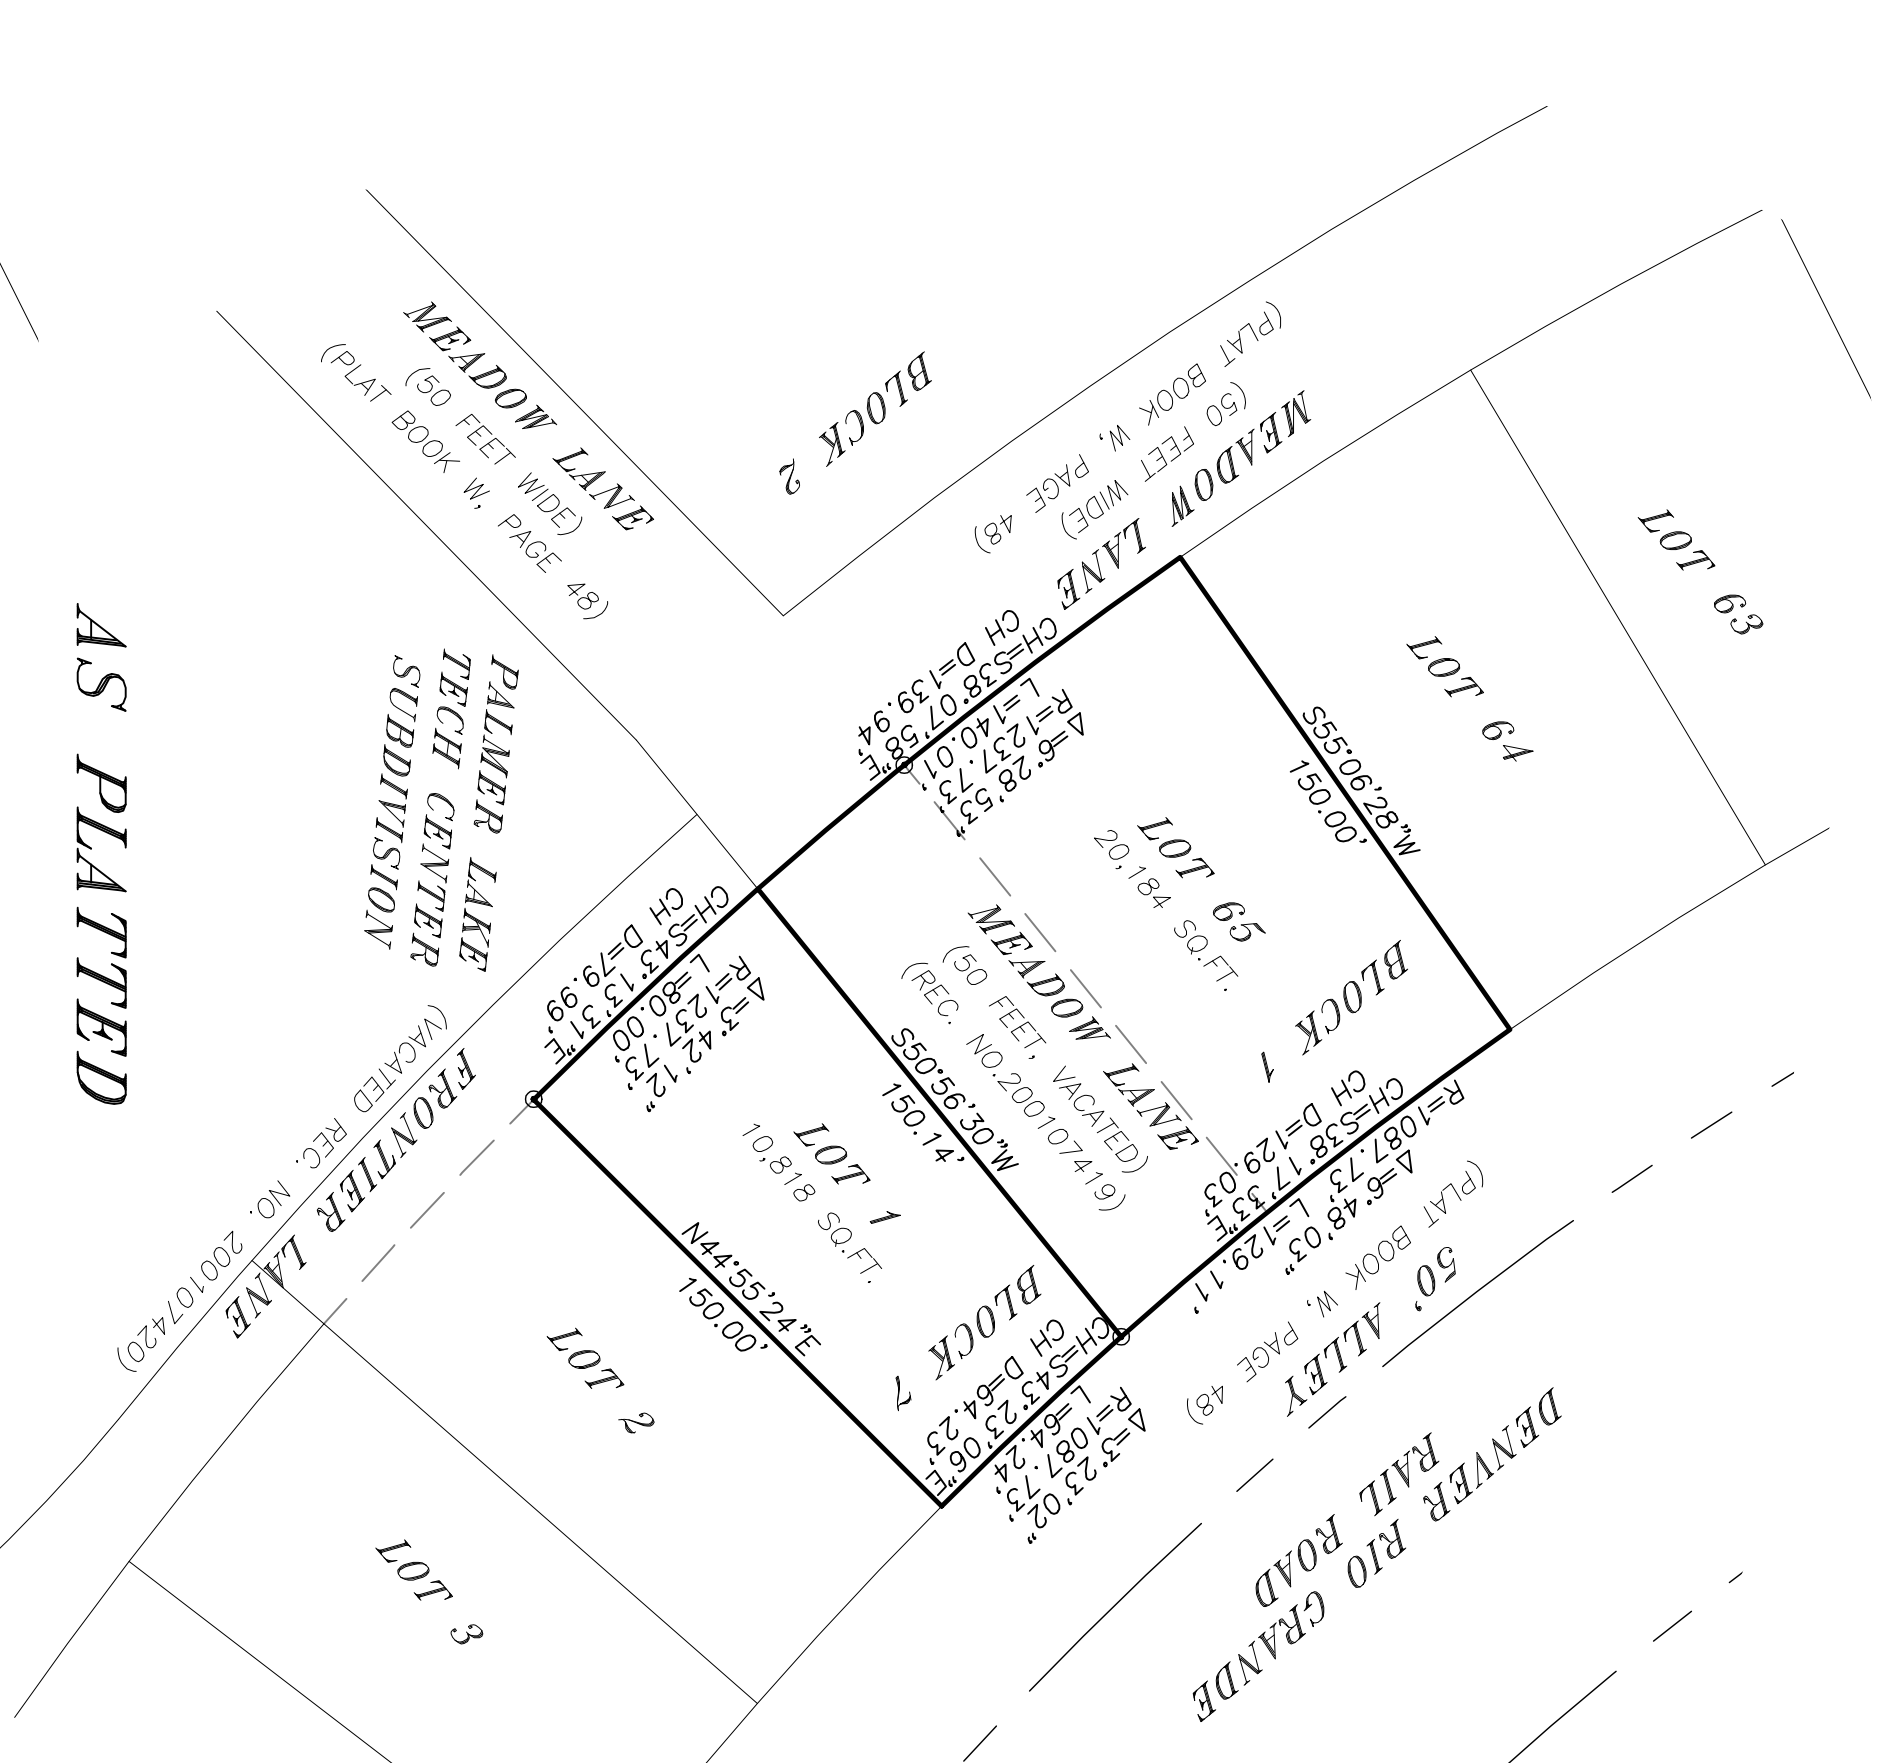 AS PLATTED
MEADOW LANE
(50 FEET WIDE)
(PLAT BOOK W, PAGE 48)
BLOCK 2
(PLAT BOOK W, PAGE 48)
(50 FEET WIDE)
MEADOW LANE
LOT 63
LOT 64
PALMER LAKE
TECH CENTER
SUBDIVISION
CH D=139.94'
CH=S38°07'58"E
L=140.01'
R=1237.73'
Δ=6°28'53"
S55°06'28"W
150.00'
LOT 65
20,184 SQ.FT.
BLOCK 1
MEADOW LANE
(50 FEET, VACATED)
(REC. NO.200107419)
CH D=79.99'
CH=S43°13'31"E
L=80.00'
R=1237.73'
Δ=3°42'12"
S50°56'30"W
150.14'
LOT 1
10,818 SQ.FT.
BLOCK 7
N44°55'24"E
150.00'
CH D=129.03'
CH=S38°17'33"E
R=1087.73'
L=129.11'
Δ=6°48'03"
CH D=64.23'
CH=S43°23'06"E
L=64.24'
R=1087.73'
Δ=3°23'02"
(VACATED REC. NO. 200107420)
FRONTIER LANE
LOT 2
LOT 3
(PLAT BOOK W, PAGE 48)
50' ALLEY
DENVER RIO GRANDE
RAIL ROAD